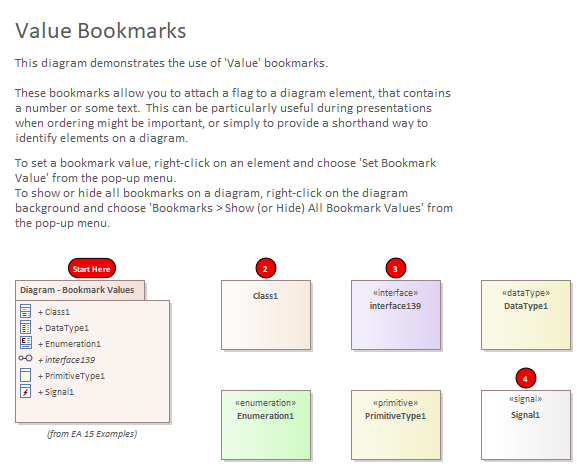 Value Bookmarks
This diagram demonstrates the use of 'Value' bookmarks.
These bookmarks allow you to attach a flag to a diagram element, that contains
a number or some text. This can be particularly useful during presentations
when ordering might be important, or simply to provide a shorthand way to
identify elements on a diagram.
To set a bookmark value, right-click on an element and choose 'Set Bookmark
Value' from the pop-up menu.
To show or hide all bookmarks on a diagram, right-click on the diagram
background and choose 'Bookmarks > Show (or Hide) All Bookmark Values' from
the pop-up menu.
Start Here
Diagram - Bookmark Values
+ Class1
+ DataType1
E
+ Enumeration1
+ interface139
+ PrimitiveType1
+ Signal1
(from EA 15 Examples)
2
Class1
3
«interface»
interface139
«dataType»
DataType1
«enumeration»
Enumeration1
«primitive»
PrimitiveType1
4
«signal»
Signal1